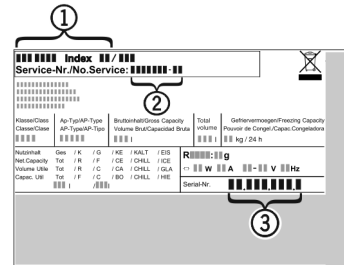 1
Index /
Service-Nr./No.Service: -
2
Klasse/Class Ap-Typ/AP-Type Bruttoinhalt/Gross Capacity Total Gefriervermoegen/Freezing Capacity
Classe/Clase AP-Type/AP-Tipo Volume Brut/Capacidad Bruta volume Pouvoir de Congel./Capac.Congeladora
l l kg / 24 h
Nutzinhalt Ges / K / G / KE / KALT / EIS
Net.Capacity Tot / R / F / CE / CHILL / ICE
Volume Utile Tot / R / C / CA / CHILL / GLA
Capac. Util Tot / F / C / BO / CHILL / HIE
l / l
R : g
W A - V Hz
Serial-Nr. . . .
3